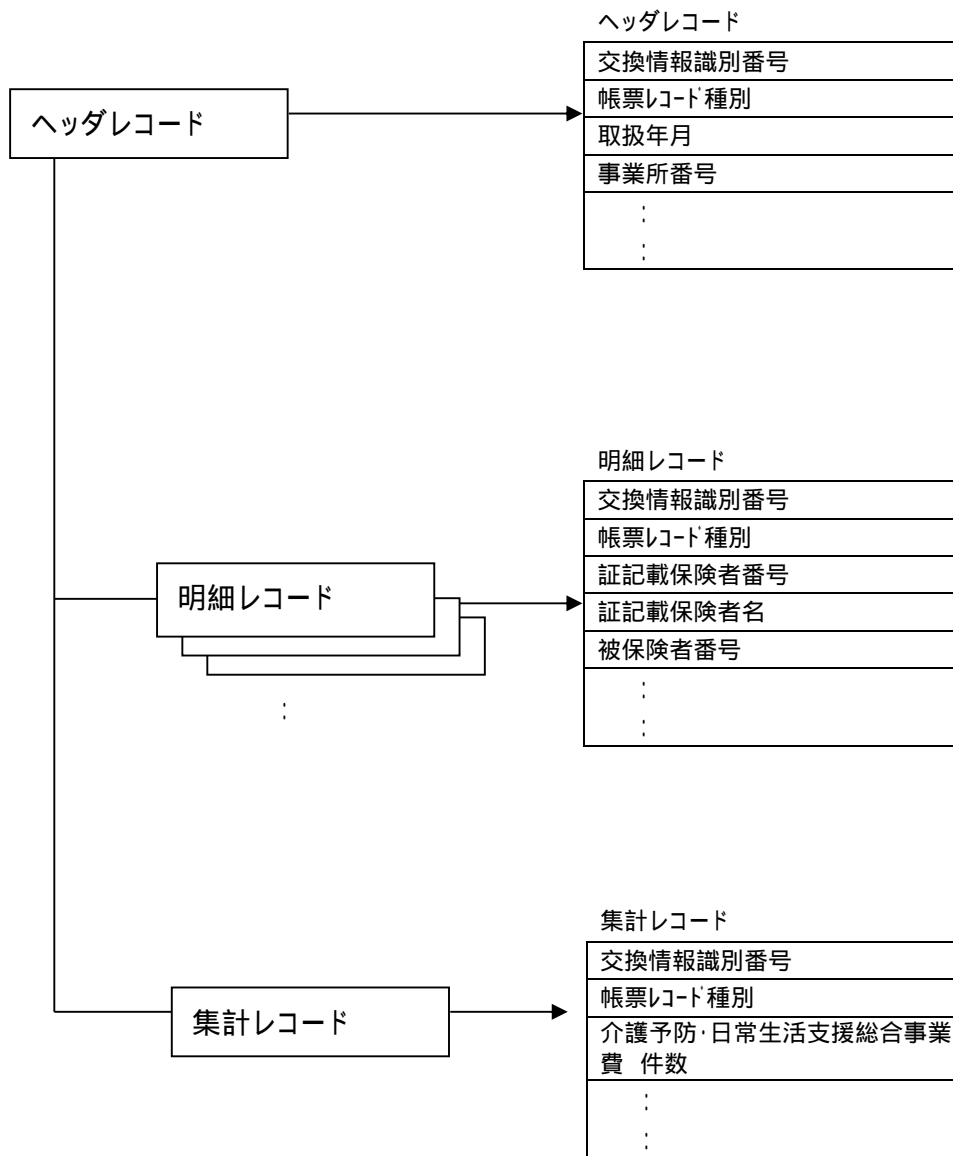 ヘッダレコード
ヘッダレコード
交換情報識別番号
帳票ﾚｺｰﾄﾞ種別
取扱年月
事業所番号
:
:
明細レコード
:
明細レコード
交換情報識別番号
帳票ﾚｺｰﾄﾞ種別
証記載保険者番号
証記載保険者名
被保険者番号
:
:
集計レコード
集計レコード
交換情報識別番号
帳票ﾚｺｰﾄﾞ種別
介護予防･日常生活支援総合事業
費 件数
:
: